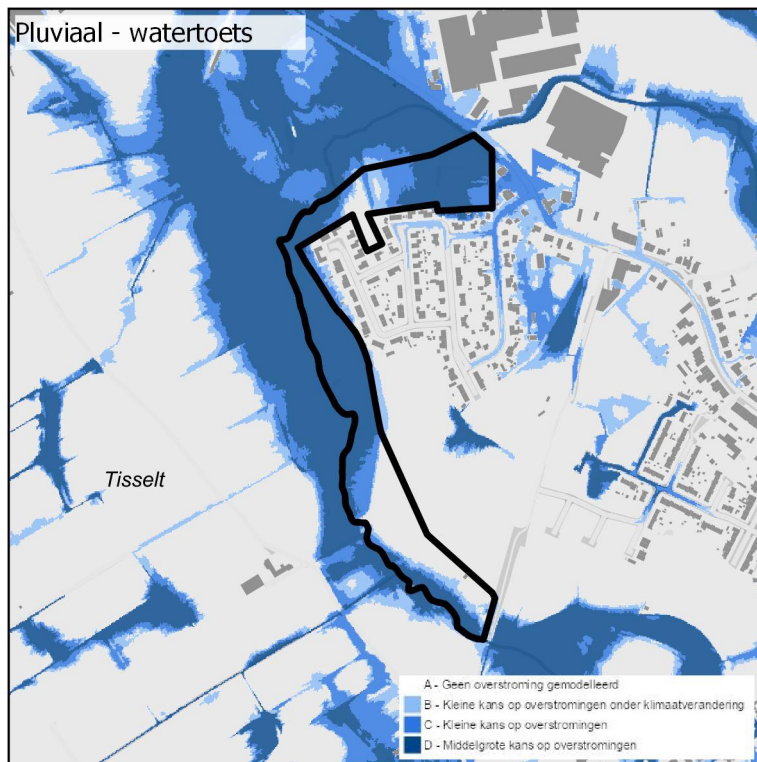 Pluviaal - watertoets
Tisselt
A - Geen overstroming gemodelleerd
B - Kleine kans op overstromingen onder klimaatverandering
C - Kleine kans op overstromingen
D - Middelgrote kans op overstromingen